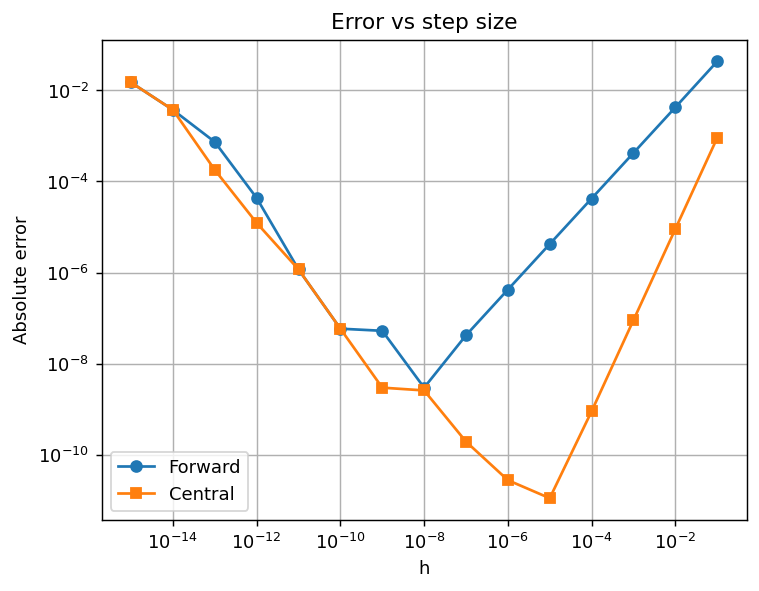 Error vs step size
Absolute error
10⁻²
10⁻⁴
10⁻⁶
10⁻⁸
10⁻¹⁰
Forward
Central
10⁻¹⁴ 10⁻¹² 10⁻¹⁰ 10⁻⁸ 10⁻⁶ 10⁻⁴ 10⁻²
h